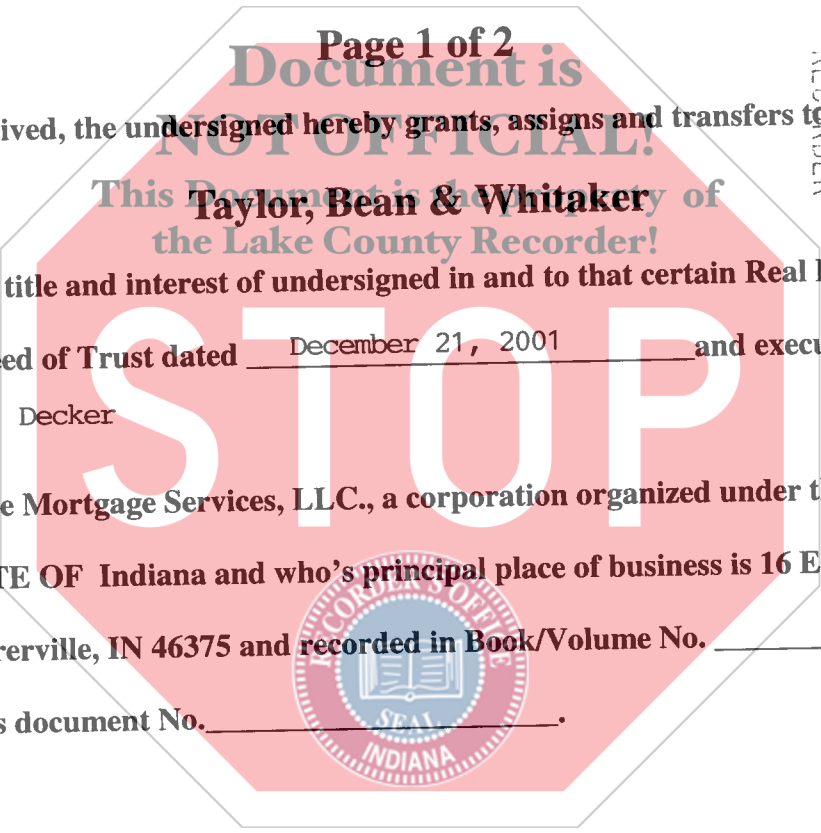 Page 1 of 2
Document is
ived, the undersigned hereby grants, assigns and transfers to
NOT OFFICIAL!
This Document is the property of
Taylor, Bean & Whitaker
the Lake County Recorder!
title and interest of undersigned in and to that certain Real
eed of Trust dated December 21, 2001 and execu
Decker
STOP
e Mortgage Services, LLC., a corporation organized under t
TE OF Indiana and who's principal place of business is 16 E
rerville, IN 46375 and recorded in Book/Volume No.
s document No. .
RECORDER'S OFFICE
SEAL
INDIANA